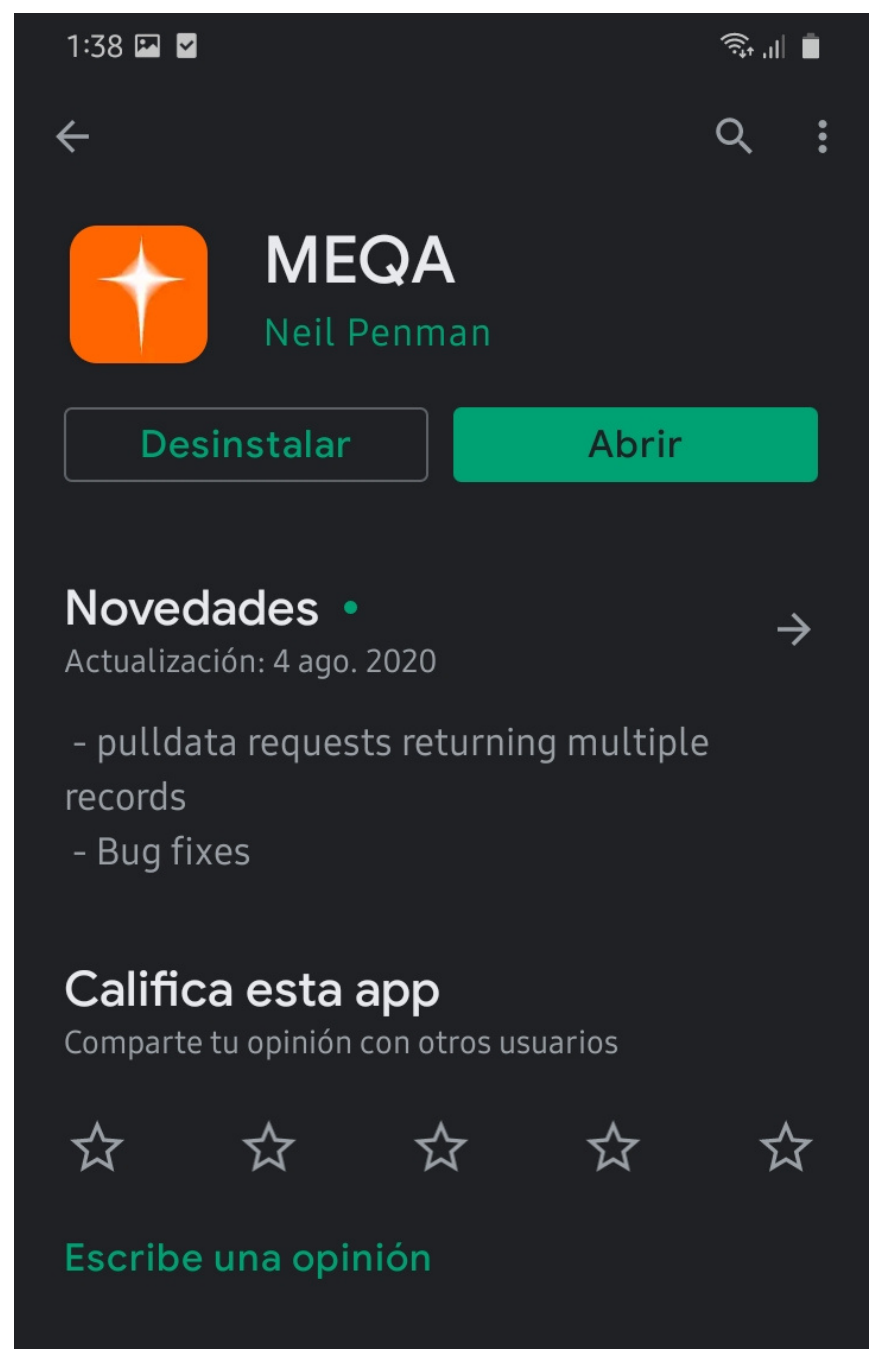 1:38
MEQA
Neil Penman
Desinstalar
Abrir
Novedades •
Actualización: 4 ago. 2020
- pulldata requests returning multiple
records
- Bug fixes
Califica esta app
Comparte tu opinión con otros usuarios
Escribe una opinión